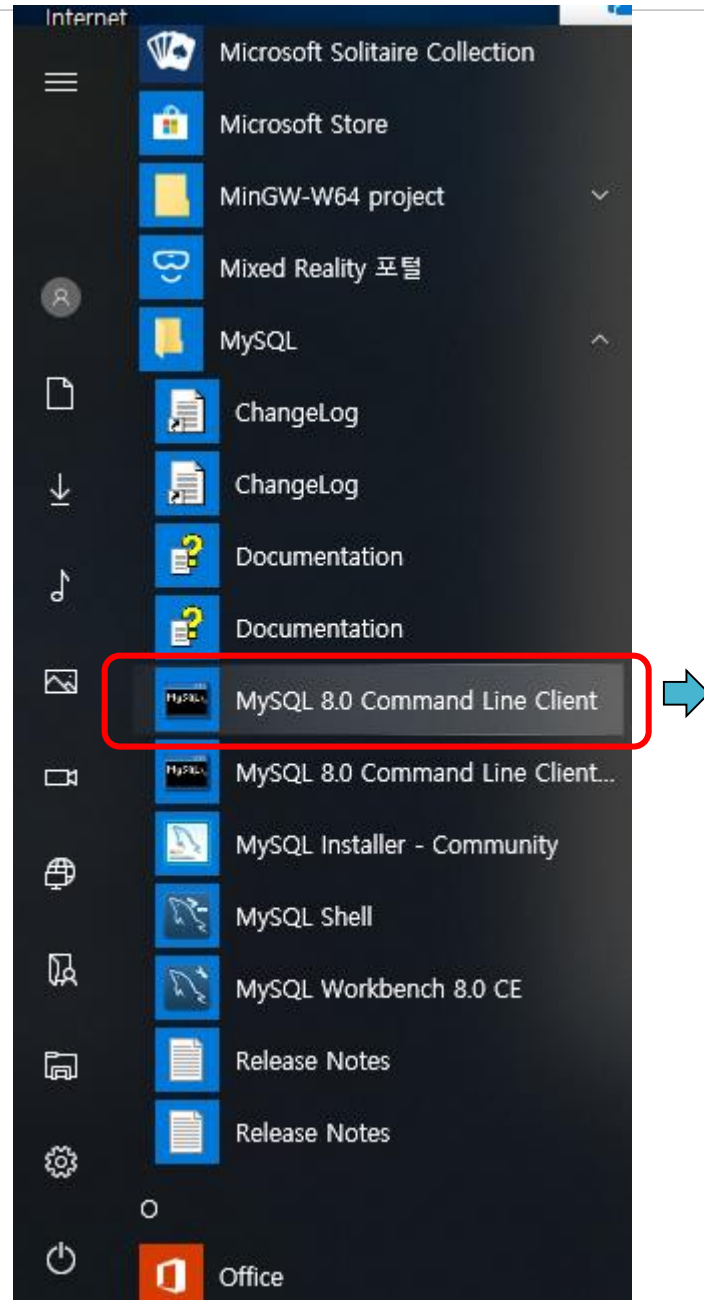 Internet
Microsoft Solitaire Collection
Microsoft Store
MinGW-W64 project
Mixed Reality 포털
MySQL
ChangeLog
ChangeLog
Documentation
Documentation
MySQL 8.0 Command Line Client
MySQL 8.0 Command Line Client...
MySQL Installer - Community
MySQL Shell
MySQL Workbench 8.0 CE
Release Notes
Release Notes
O
Office